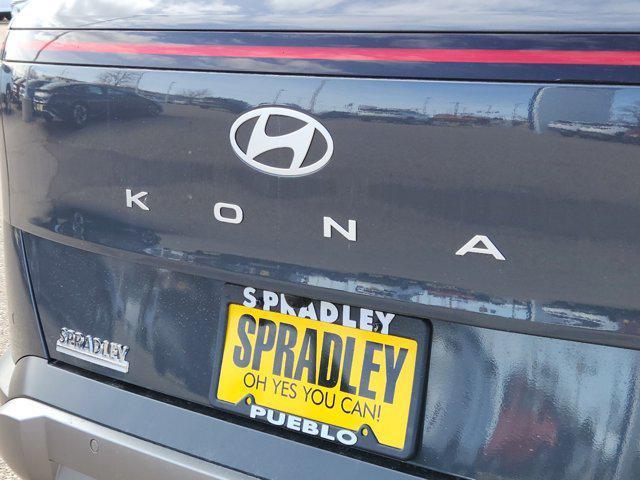 KONA
SPRADLEY
SPRADLEY
SPRADLEY
OH YES YOU CAN!
PUEBLO